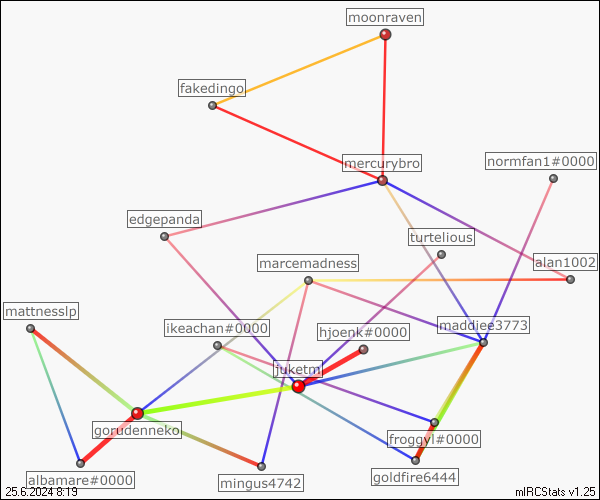 moonraven
fakedingo
mercurybro
normfan1#0000
edgepanda
turtelious
marcemadness
alan1002
mattnesslp
ikeachan#0000
hjoenk#0000
maddiee3773
juketm
gorudenneko
froggyl#0000
albamare#0000
mingus4742
goldfire6444
25.6.2024 8:19
mIRCStats v1.25